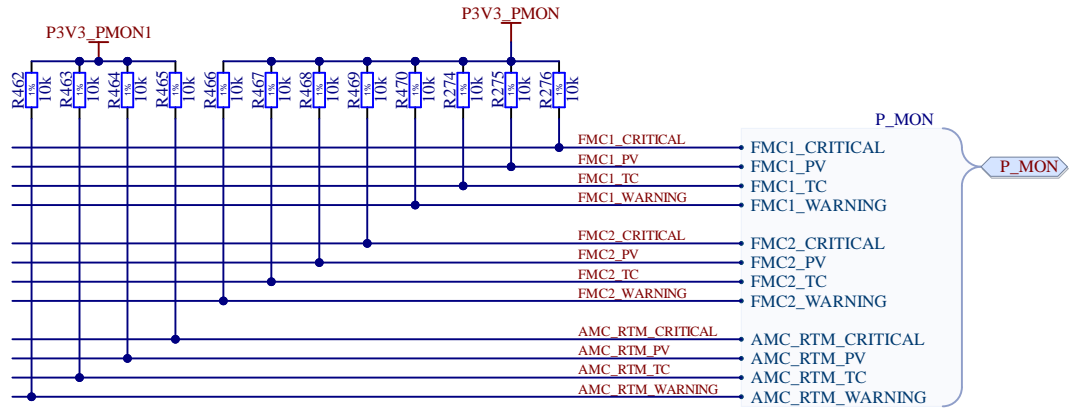 P3V3_PMON
P3V3_PMON1
R462 1% 10k
R463 1% 10k
R464 1% 10k
R465 1% 10k
R466 1% 10k
R467 1% 10k
R468 1% 10k
R469 1% 10k
R470 1% 10k
R274 1% 10k
R275 1% 10k
R276 1% 10k
P_MON
FMC1_CRITICAL FMC1_CRITICAL
FMC1_PV FMC1_PV P_MON
FMC1_TC FMC1_TC
FMC1_WARNING FMC1_WARNING
FMC2_CRITICAL FMC2_CRITICAL
FMC2_PV FMC2_PV
FMC2_TC FMC2_TC
FMC2_WARNING FMC2_WARNING
AMC_RTM_CRITICAL AMC_RTM_CRITICAL
AMC_RTM_PV AMC_RTM_PV
AMC_RTM_TC AMC_RTM_TC
AMC_RTM_WARNING AMC_RTM_WARNING